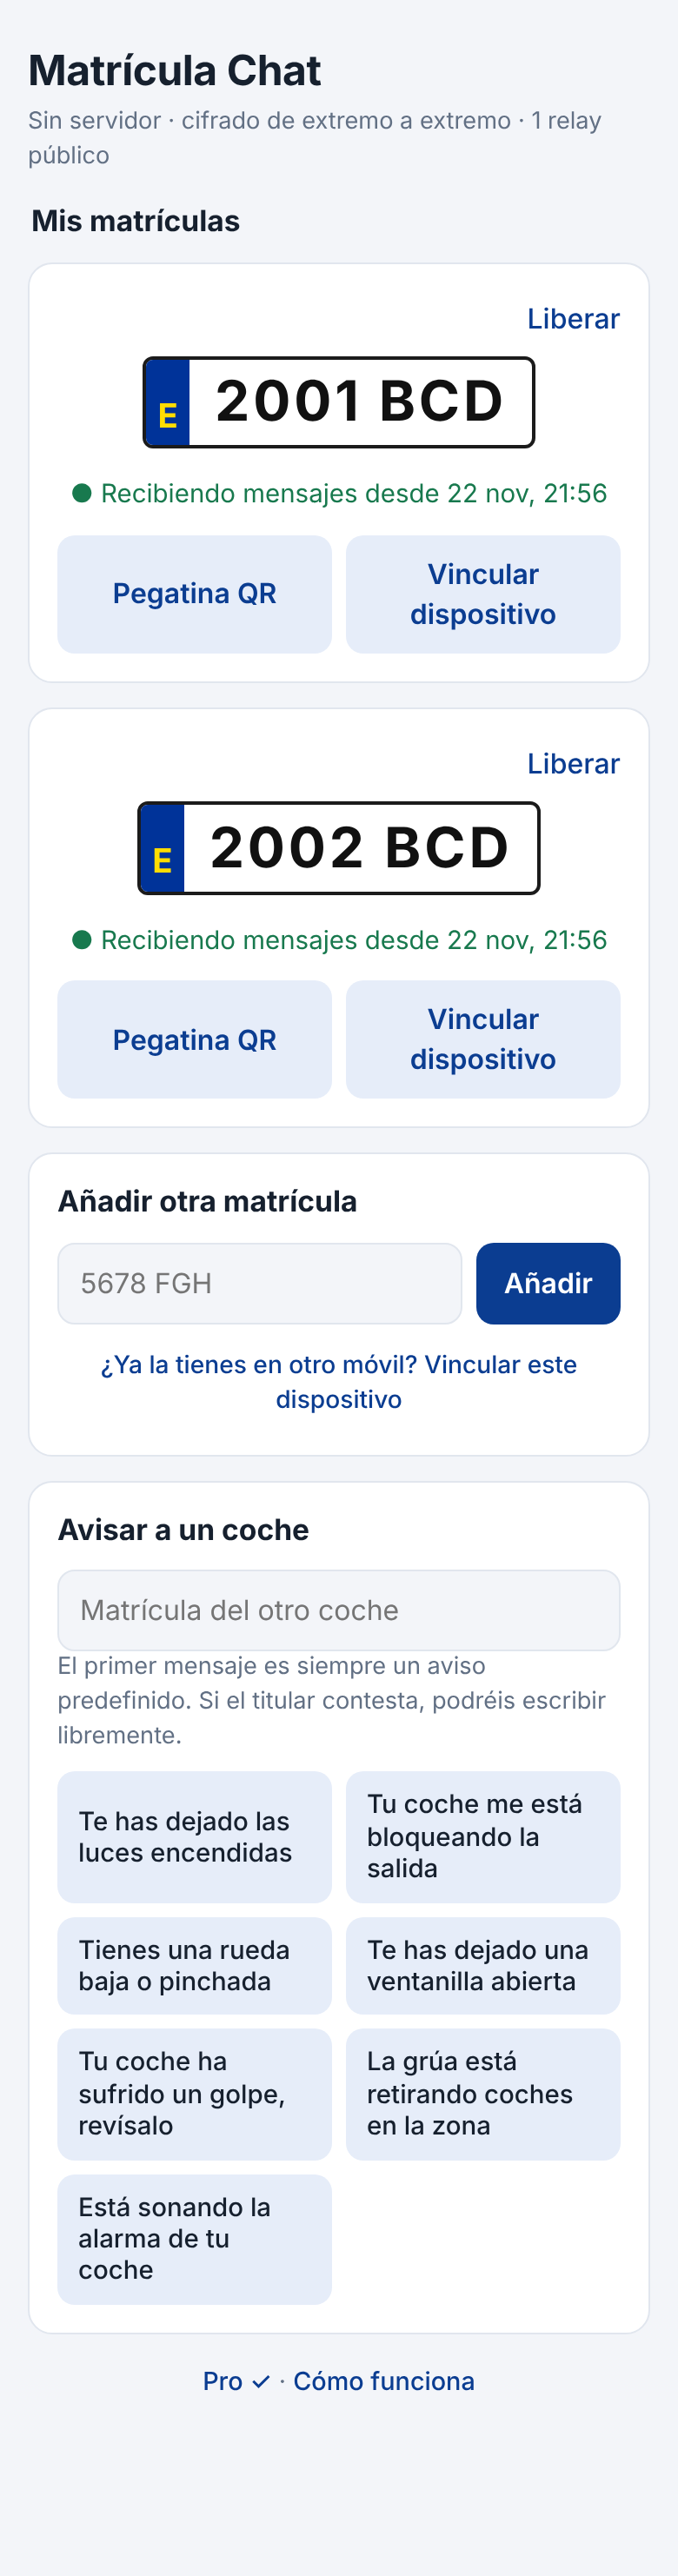 Matrícula Chat
Sin servidor · cifrado de extremo a extremo · 1 relay
público
Mis matrículas
Liberar
E 2001 BCD
● Recibiendo mensajes desde 22 nov, 21:56
Pegatina QR
Vincular
dispositivo
Liberar
E 2002 BCD
● Recibiendo mensajes desde 22 nov, 21:56
Pegatina QR
Vincular
dispositivo
Añadir otra matrícula
5678 FGH
Añadir
¿Ya la tienes en otro móvil? Vincular este
dispositivo
Avisar a un coche
Matrícula del otro coche
El primer mensaje es siempre un aviso
predefinido. Si el titular contesta, podréis escribir
libremente.
Te has dejado las
luces encendidas
Tu coche me está
bloqueando la
salida
Tienes una rueda
baja o pinchada
Te has dejado una
ventanilla abierta
Tu coche ha
sufrido un golpe,
revísalo
La grúa está
retirando coches
en la zona
Está sonando la
alarma de tu
coche
Pro ✓ · Cómo funciona